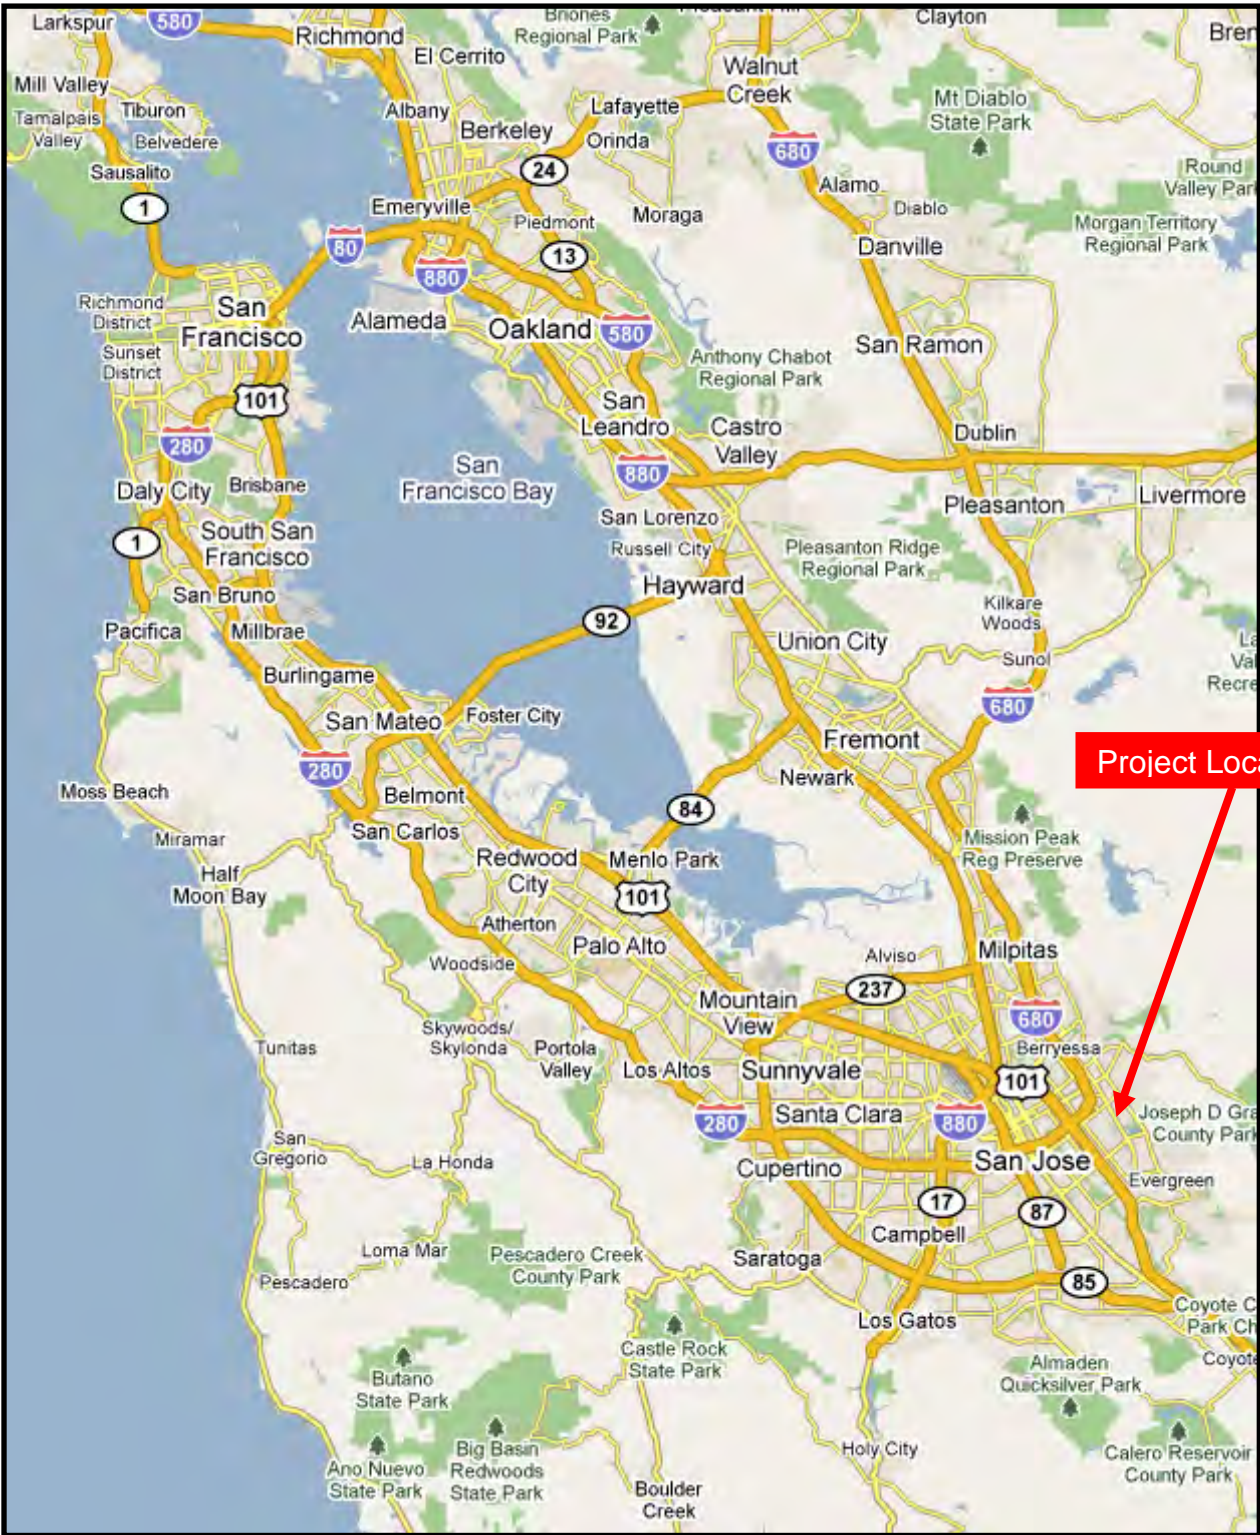 Larkspur
580
Richmond
Briones
Regional Park
Clayton
El Cerrito
Mill Valley
Tiburon
Tamalpais
Valley
Belvedere
Sausalito
Albany
Berkeley
Lafayette
Orinda
Walnut
Creek
Mt Diablo
State Park
680
24
1
Emeryville
Piedmont
Moraga
Alamo
Diablo
Danville
Round
Valley Par
Morgan Territory
Regional Park
80
880
13
Richmond
District
San
Francisco
Sunset
District
Alameda
Oakland
580
San Ramon
Anthony Chabot
Regional Park
101
280
San
Leandro
Castro
Valley
Dublin
880
San
Francisco Bay
Daly City
Brisbane
Pleasanton
Livermore
1
South San
Francisco
San Lorenzo
Russell City
Pleasanton Ridge
Regional Park
Hayward
San Bruno
Kilkare
Woods
92
Pacifica
Millbrae
Union City
Sunol
Burlingame
680
San Mateo
Foster City
Fremont
280
Newark
Project Loca
Moss Beach
Belmont
84
Miramar
San Carlos
Mission Peak
Reg Preserve
Half
Moon Bay
Redwood
City
Menlo Park
101
Atherton
Palo Alto
Woodside
Alviso
Milpitas
237
Mountain
View
680
Skywoods/
Skylonda
Tunitas
Portola
Valley
Los Altos
Sunnyvale
Berryessa
101
280
Santa Clara
880
Joseph D Gra
County Park
San
Gregorio
La Honda
Cupertino
San Jose
Evergreen
17
87
Campbell
Loma Mar
Pescadero Creek
County Park
Saratoga
Pescadero
85
Los Gatos
Coyote C
Park Ch
Castle Rock
State Park
Butano
State Park
Almaden
Quicksilver Park
Coyote
Ano Nuevo
State Park
Big Basin
Redwoods
State Park
Holy City
Calero Reservoir
County Park
Boulder
Creek